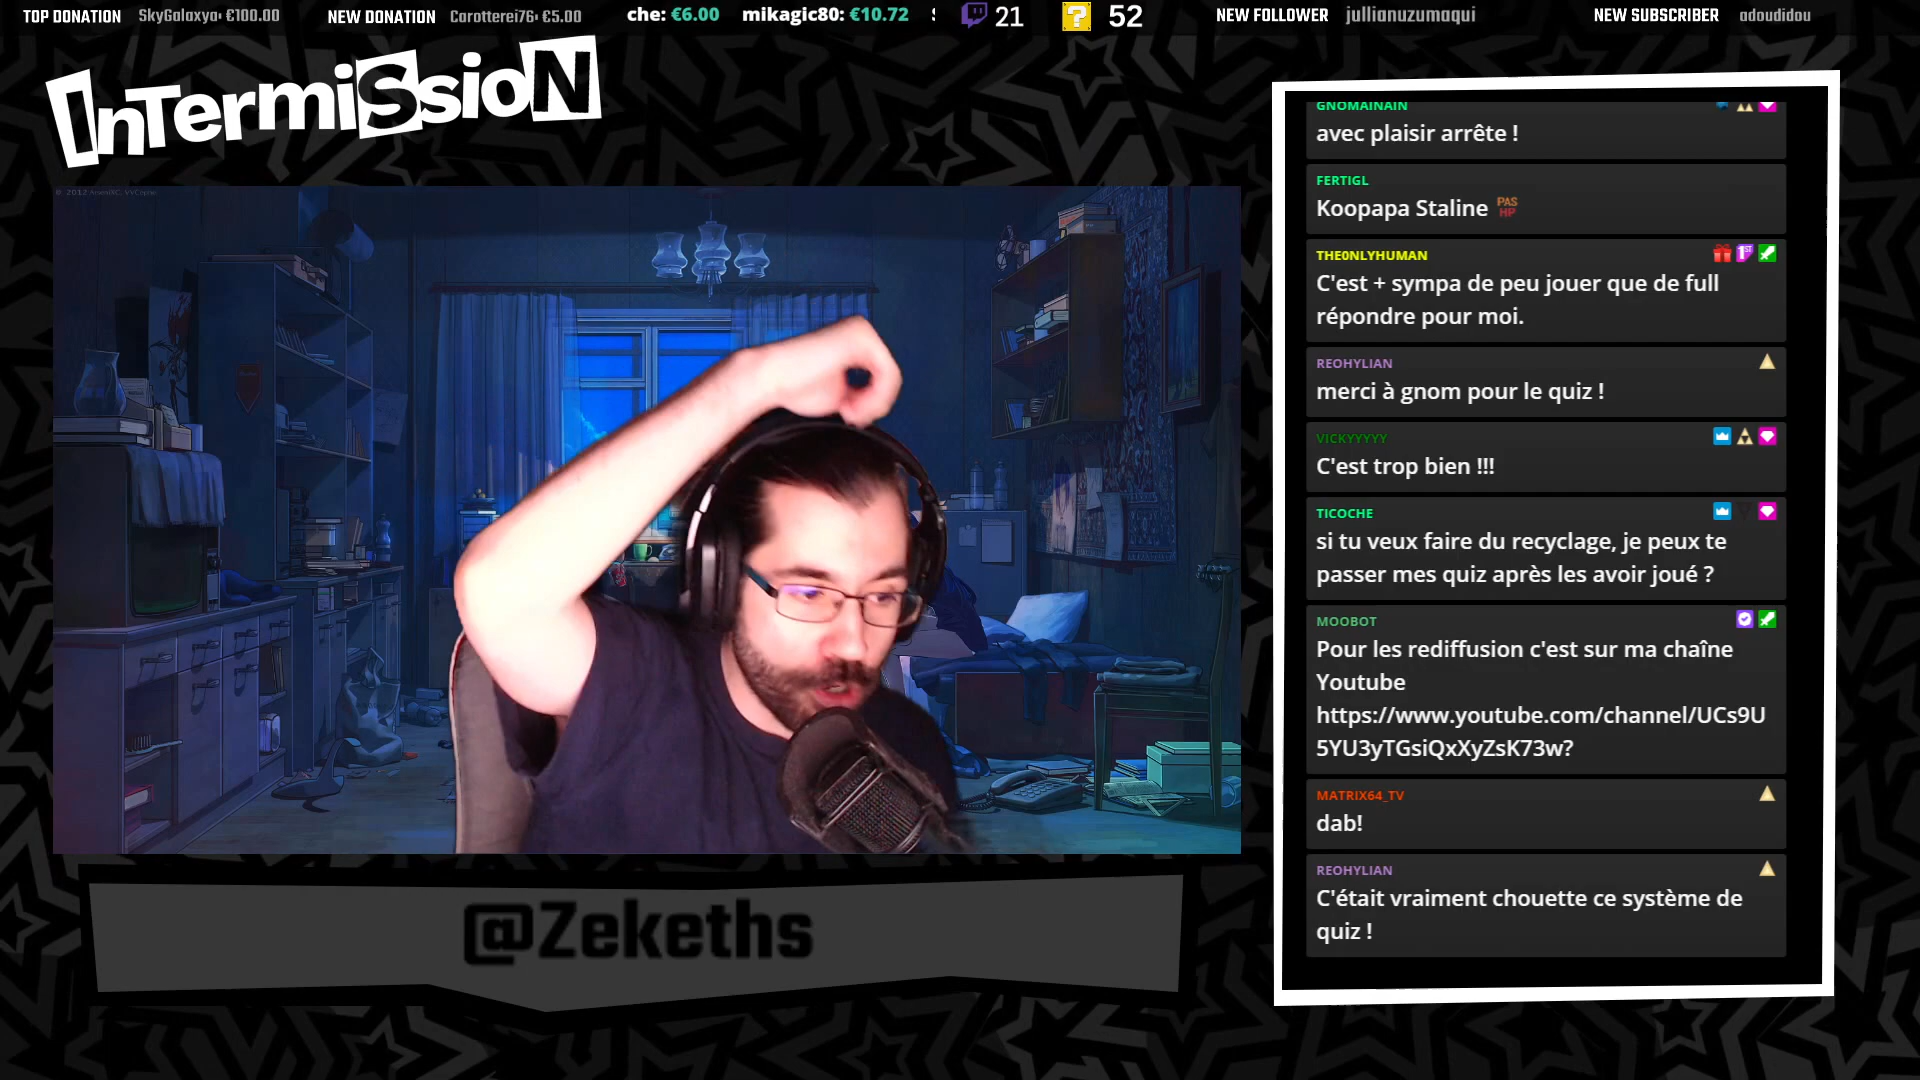 TOP DONATION SkyGalaxya: €100.00 NEW DONATION Carotterei76: €5.00 che: €6.00 mikagic80: €10.72 21 52 NEW FOLLOWER jullianuzumaqui NEW SUBSCRIBER adoudidou
InTermiSsioN
GNOMAINAIN
avec plaisir arrête !
FERTIGL
Koopapa Staline PAS HP
THE0NLYHUMAN
C'est + sympa de peu jouer que de full
répondre pour moi.
REOHYLIAN
merci à gnom pour le quiz !
VICKYYYYY
C'est trop bien !!!
TICOCHE
si tu veux faire du recyclage, je peux te
passer mes quiz après les avoir joué ?
MOOBOT
Pour les rediffusion c'est sur ma chaîne
Youtube
https://www.youtube.com/channel/UCs9U
5YU3yTGsiQxXyZsK73w?
MATRIX64_TV
dab!
REOHYLIAN
C'était vraiment chouette ce système de
quiz !
@Zekeths